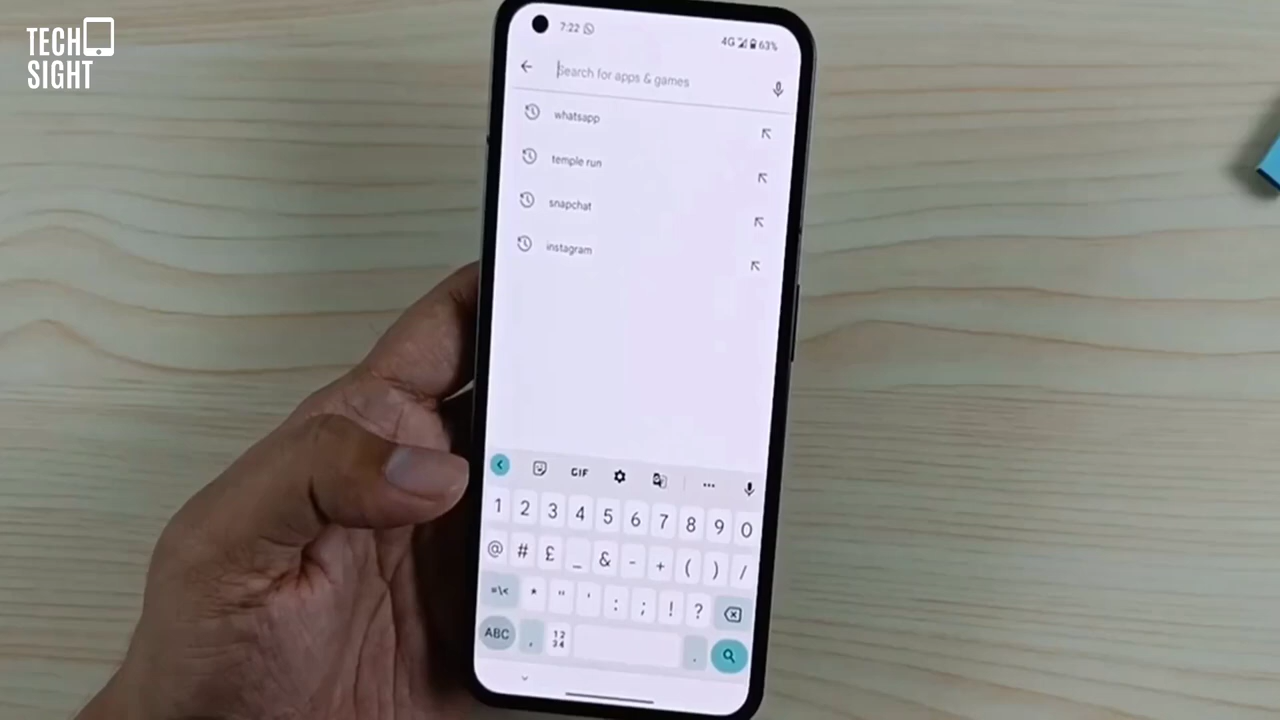 TECH
SIGHT
7:22
4G 63%
Search for apps & games
whatsapp
temple run
snapchat
instagram
GIF
1 2 3 4 5 6 7 8 9 0
@ # £ _ & - + ( ) /
=\< * " ' : ; ! ?
ABC , 12 34 .